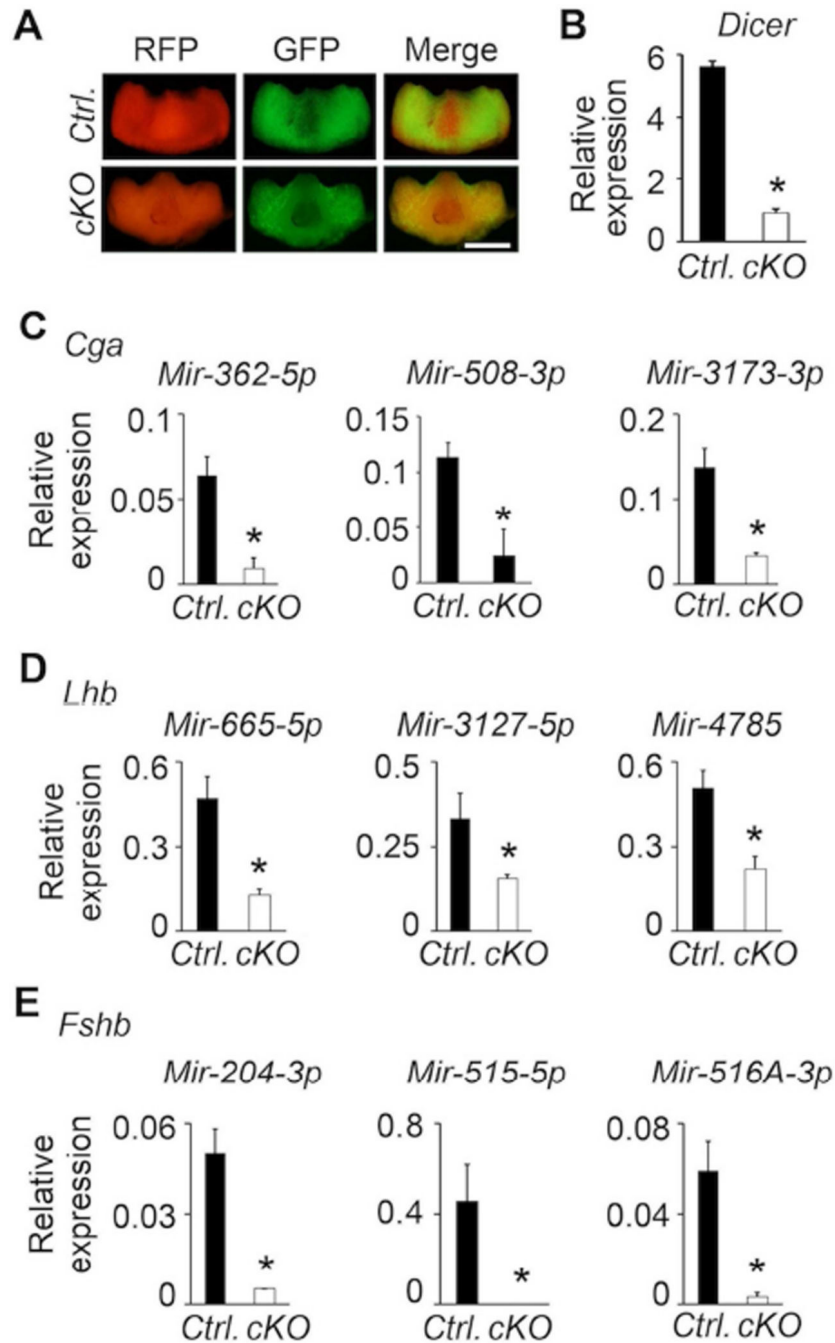 A
RFP GFP Merge
Ctrl.
cKO
B
Dicer
Relative
expression
6
4
2
0
*
Ctrl. cKO
C
Cga
Mir-362-5p Mir-508-3p Mir-3173-3p
Relative
expression
0.1
0.05
0
*
Ctrl. cKO
0.15
0.1
0.05
0
*
Ctrl. cKO
0.2
0.1
0
*
Ctrl. cKO
D
Lhb
Mir-665-5p Mir-3127-5p Mir-4785
Relative
expression
0.6
0.3
0
*
Ctrl. cKO
0.5
0.25
0
*
Ctrl. cKO
0.6
0.3
0
*
Ctrl. cKO
E
Fshb
Mir-204-3p Mir-515-5p Mir-516A-3p
Relative
expression
0.06
0.03
0
*
Ctrl. cKO
0.8
0.4
0
*
Ctrl. cKO
0.08
0.04
0
*
Ctrl. cKO